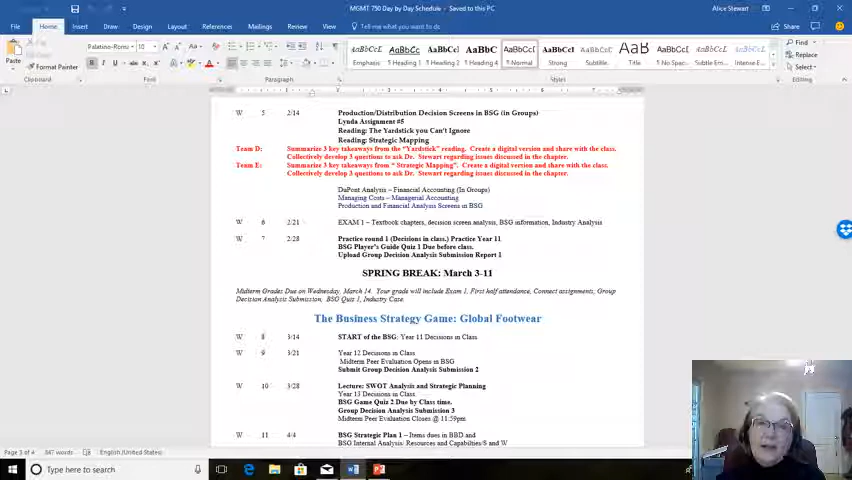 MGMT 750 Day by Day Schedule - Saved to this PC
Alice Stewart
File Home Insert Draw Design Layout References Mailings Review View Tell me what you want to do
Share
Paste
Format Painter
Clipboard
Palatino-Roma 10
Font
Paragraph
AaBbCcL Emphasis
AaBbCc ¶ Heading 1
AaBbCc ¶ Heading 2
AaBbC ¶ Heading 4
AaBbCcI ¶ Normal
AaBbCc Strong
AaBbCc Subtitle
AaB Title
AaBbCcL ¶ No Spac...
AaBbCcL Subtle Em...
AaBbCcL Intense E...
Styles
Find
Replace
Select
Editing
W 5 2/14 Production/Distribution Decision Screens in BSG (in Groups)
Lynda Assignment #5
Reading: The Yardstick you Can't Ignore
Reading: Strategic Mapping
Team D: Summarize 3 key takeaways from the "Yardstick" reading. Create a digital version and share with the class.
Collectively develop 3 questions to ask Dr. Stewart regarding issues discussed in the chapter.
Team E: Summarize 3 key takeaways from " Strategic Mapping". Create a digital version and share with the class.
Collectively develop 3 questions to ask Dr. Stewart regarding issues discussed in the chapter.
DuPont Analysis – Financial Accounting (In Groups)
Managing Costs – Managerial Accounting
Production and Financial Analysis Screens in BSG
W 6 2/21 EXAM 1 – Textbook chapters, decision screen analysis, BSG information, Industry Analysis
W 7 2/28 Practice round 1 (Decisions in class.) Practice Year 11
BSG Player's Guide Quiz 1 Due before class.
Upload Group Decision Analysis Submission Report 1
SPRING BREAK: March 3-11
Midterm Grades Due on Wednesday, March 14. Your grade will include Exam 1. First half attendance, Connect assignments, Group
Decision Analysis Submission, BSG Quiz 1, Industry Case.
The Business Strategy Game: Global Footwear
W 8 3/14 START of the BSG: Year 11 Decisions in Class.
W 9 3/21 Year 12 Decisions in Class
Midterm Peer Evaluation Opens in BSG
Submit Group Decision Analysis Submission 2
W 10 3/28 Lecture: SWOT Analysis and Strategic Planning
Year 13 Decisions in Class.
BSG Game Quiz 2 Due by Class time.
Group Decision Analysis Submission 3
Midterm Peer Evaluation Closes @ 11:59pm
W 11 4/4 BSG Strategic Plan 1 – Items dues in BBD and
BSG Internal Analysis/ Resources and Capabilties/S and W
Page 3 of 4 847 words English (United States)
Type here to search